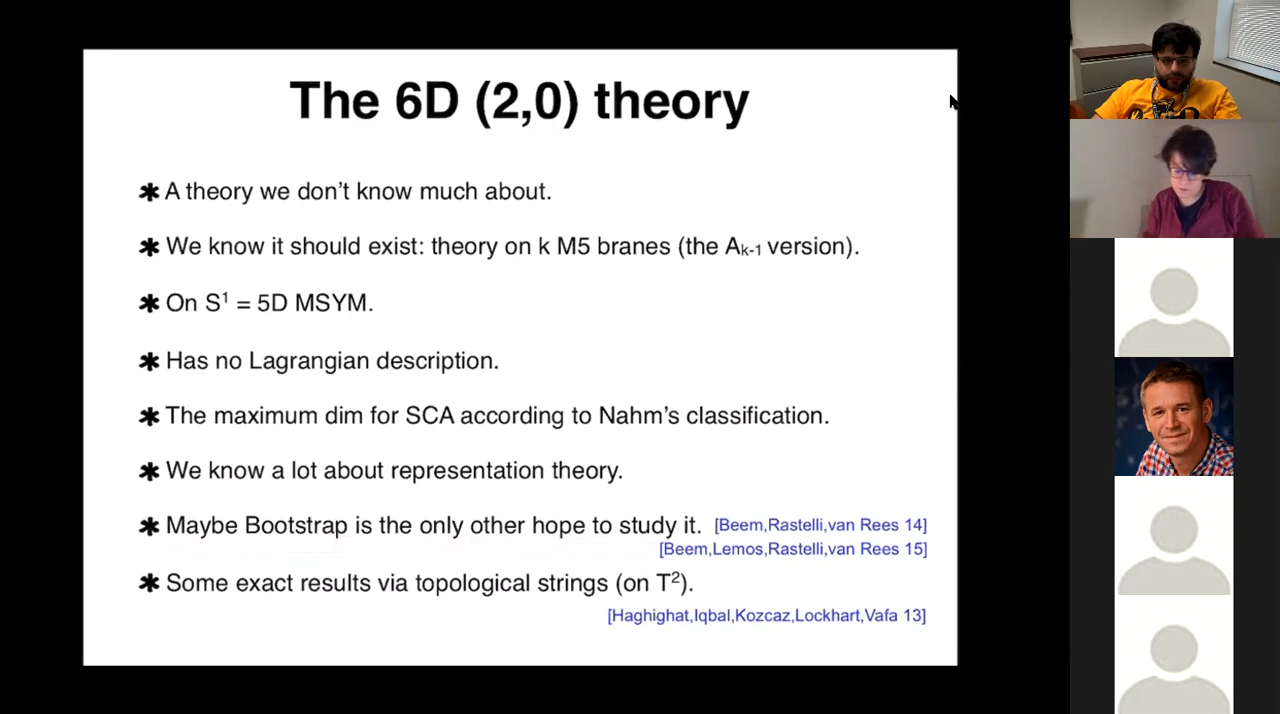 The 6D (2,0) theory
✱ A theory we don't know much about.
✱ We know it should exist: theory on k M5 branes (the Aₖ₋₁ version).
✱ On S¹ = 5D MSYM.
✱ Has no Lagrangian description.
✱ The maximum dim for SCA according to Nahm's classification.
✱ We know a lot about representation theory.
✱ Maybe Bootstrap is the only other hope to study it. [Beem,Rastelli,van Rees 14]
[Beem,Lemos,Rastelli,van Rees 15]
✱ Some exact results via topological strings (on T²).
[Haghighat,Iqbal,Kozcaz,Lockhart,Vafa 13]